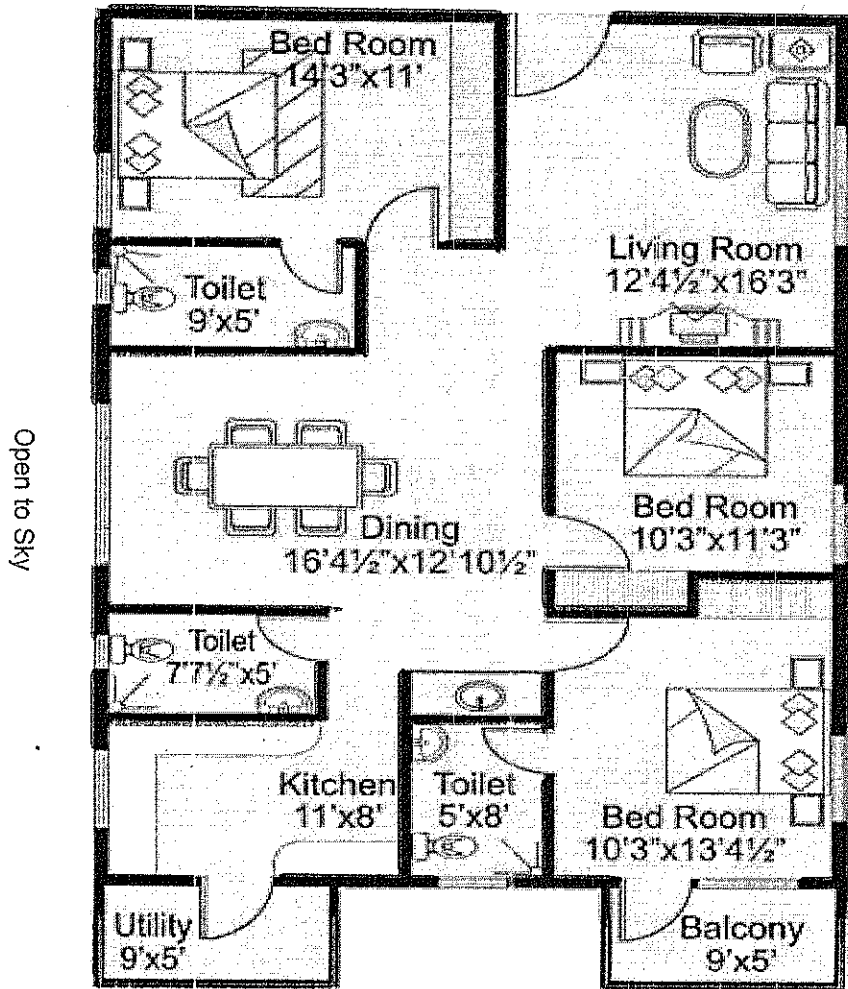 Bed Room
14'3"x11'
Living Room
12'4½"x16'3"
Toilet
9'x5'
Bed Room
10'3"x11'3"
Dining
16'4½"x12'10½"
Open to Sky
Toilet
7'7½"x5'
Kitchen
11'x8'
Toilet
5'x8'
Bed Room
10'3"x13'4½"
Utility
9'x5'
Balcony
9'x5'